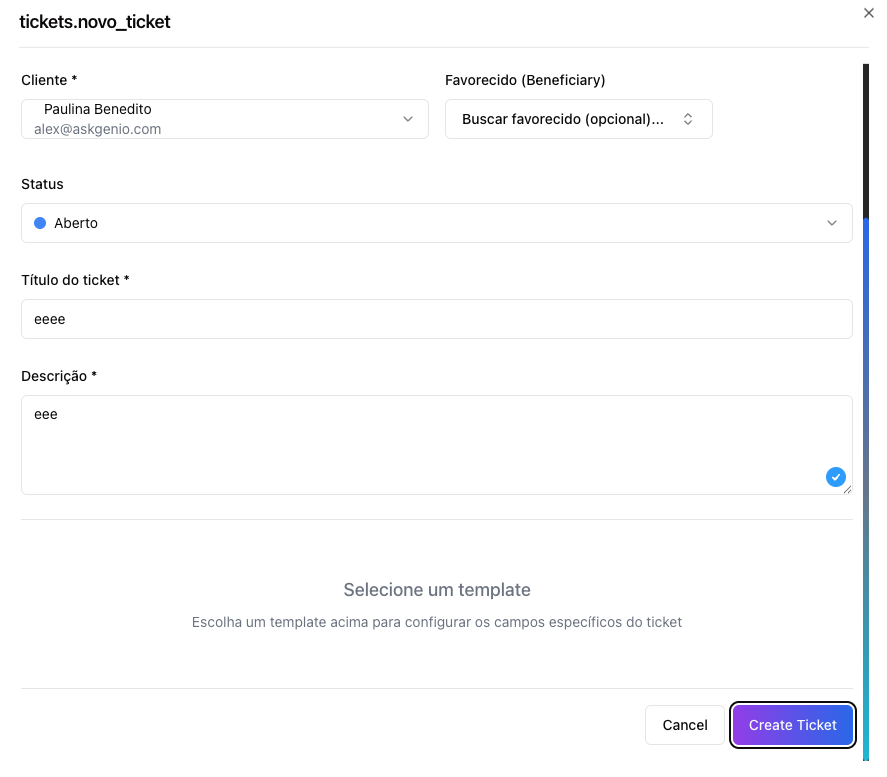 tickets.novo_ticket
Cliente *
Favorecido (Beneficiary)
Paulina Benedito
alex@askgenio.com
Buscar favorecido (opcional)...
Status
Aberto
Título do ticket *
eeee
Descrição *
eee
Selecione um template
Escolha um template acima para configurar os campos específicos do ticket
Cancel
Create Ticket